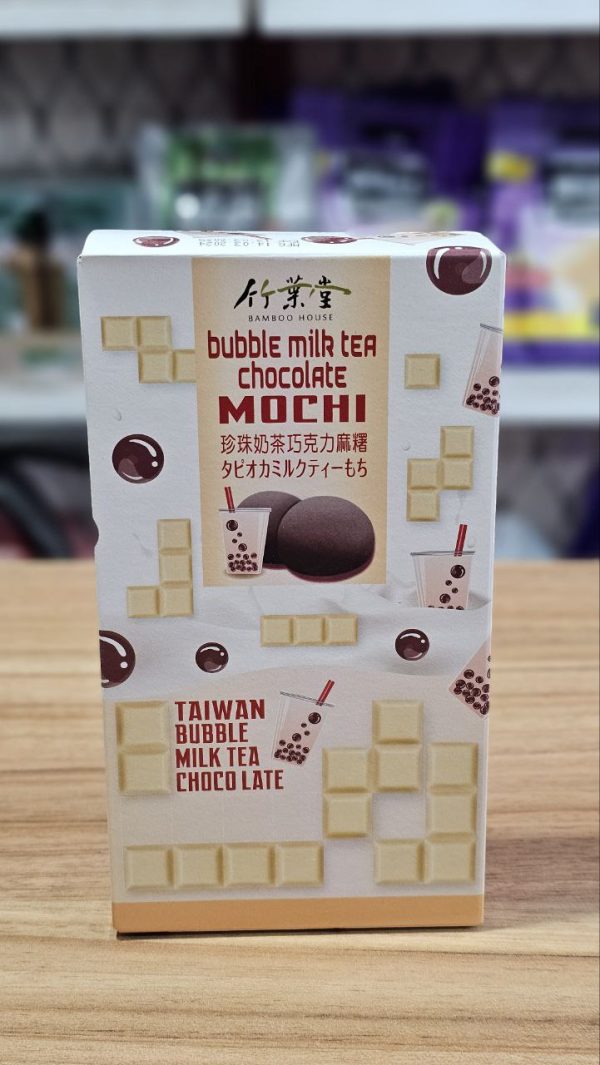 竹葉堂
BAMBOO HOUSE
bubble milk tea
chocolate
MOCHI
珍珠奶茶巧克力麻糬
タピオカミルクティーもち
TAIWAN
BUBBLE
MILK TEA
CHOCO LATE